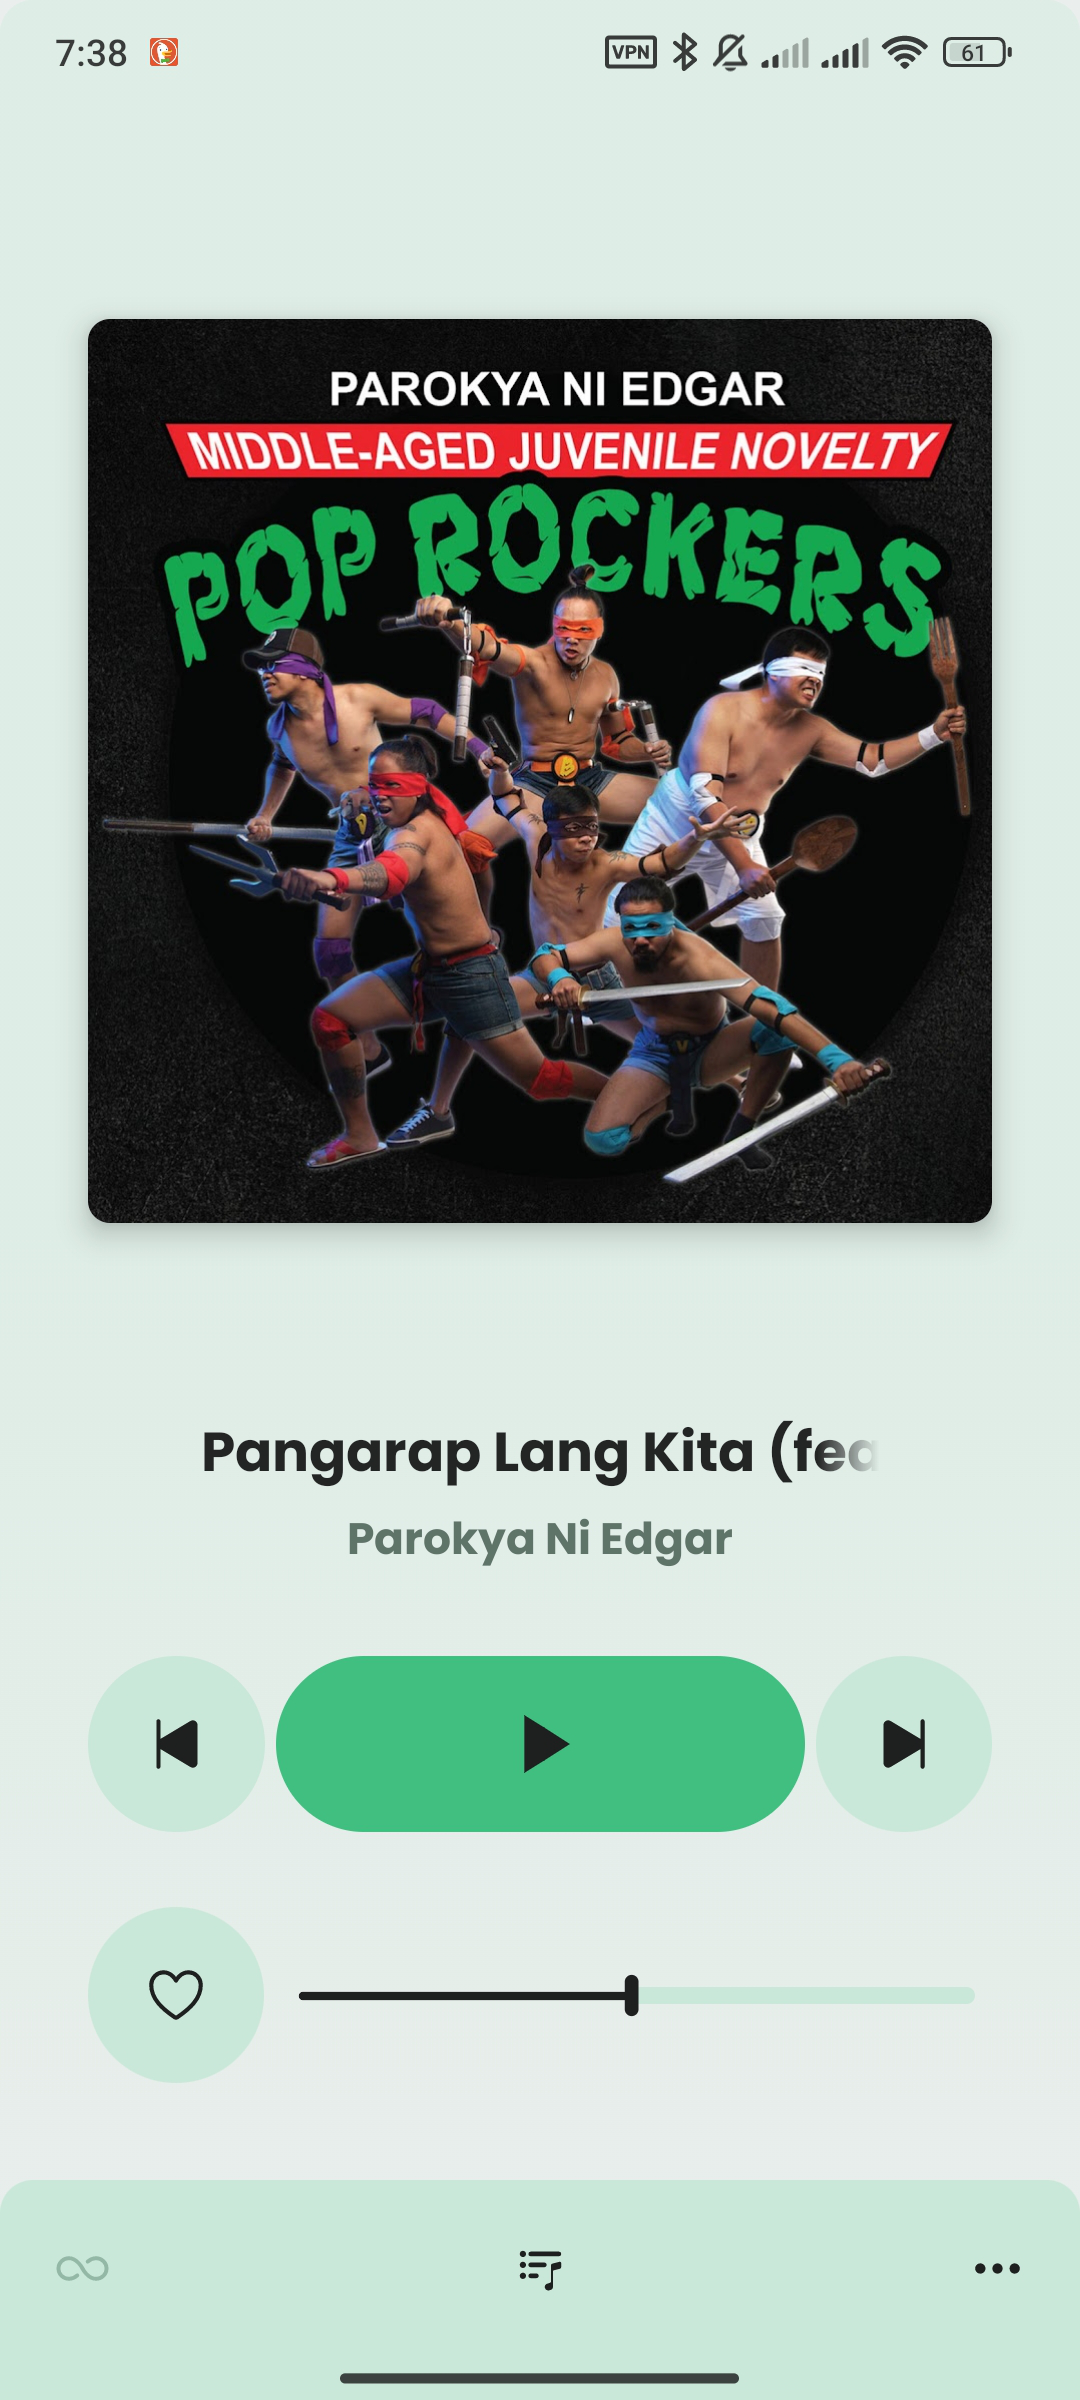 7:38
VPN
61
PAROKYA NI EDGAR
MIDDLE-AGED JUVENILE NOVELTY
POP ROCKERS
Pangarap Lang Kita (fea
Parokya Ni Edgar